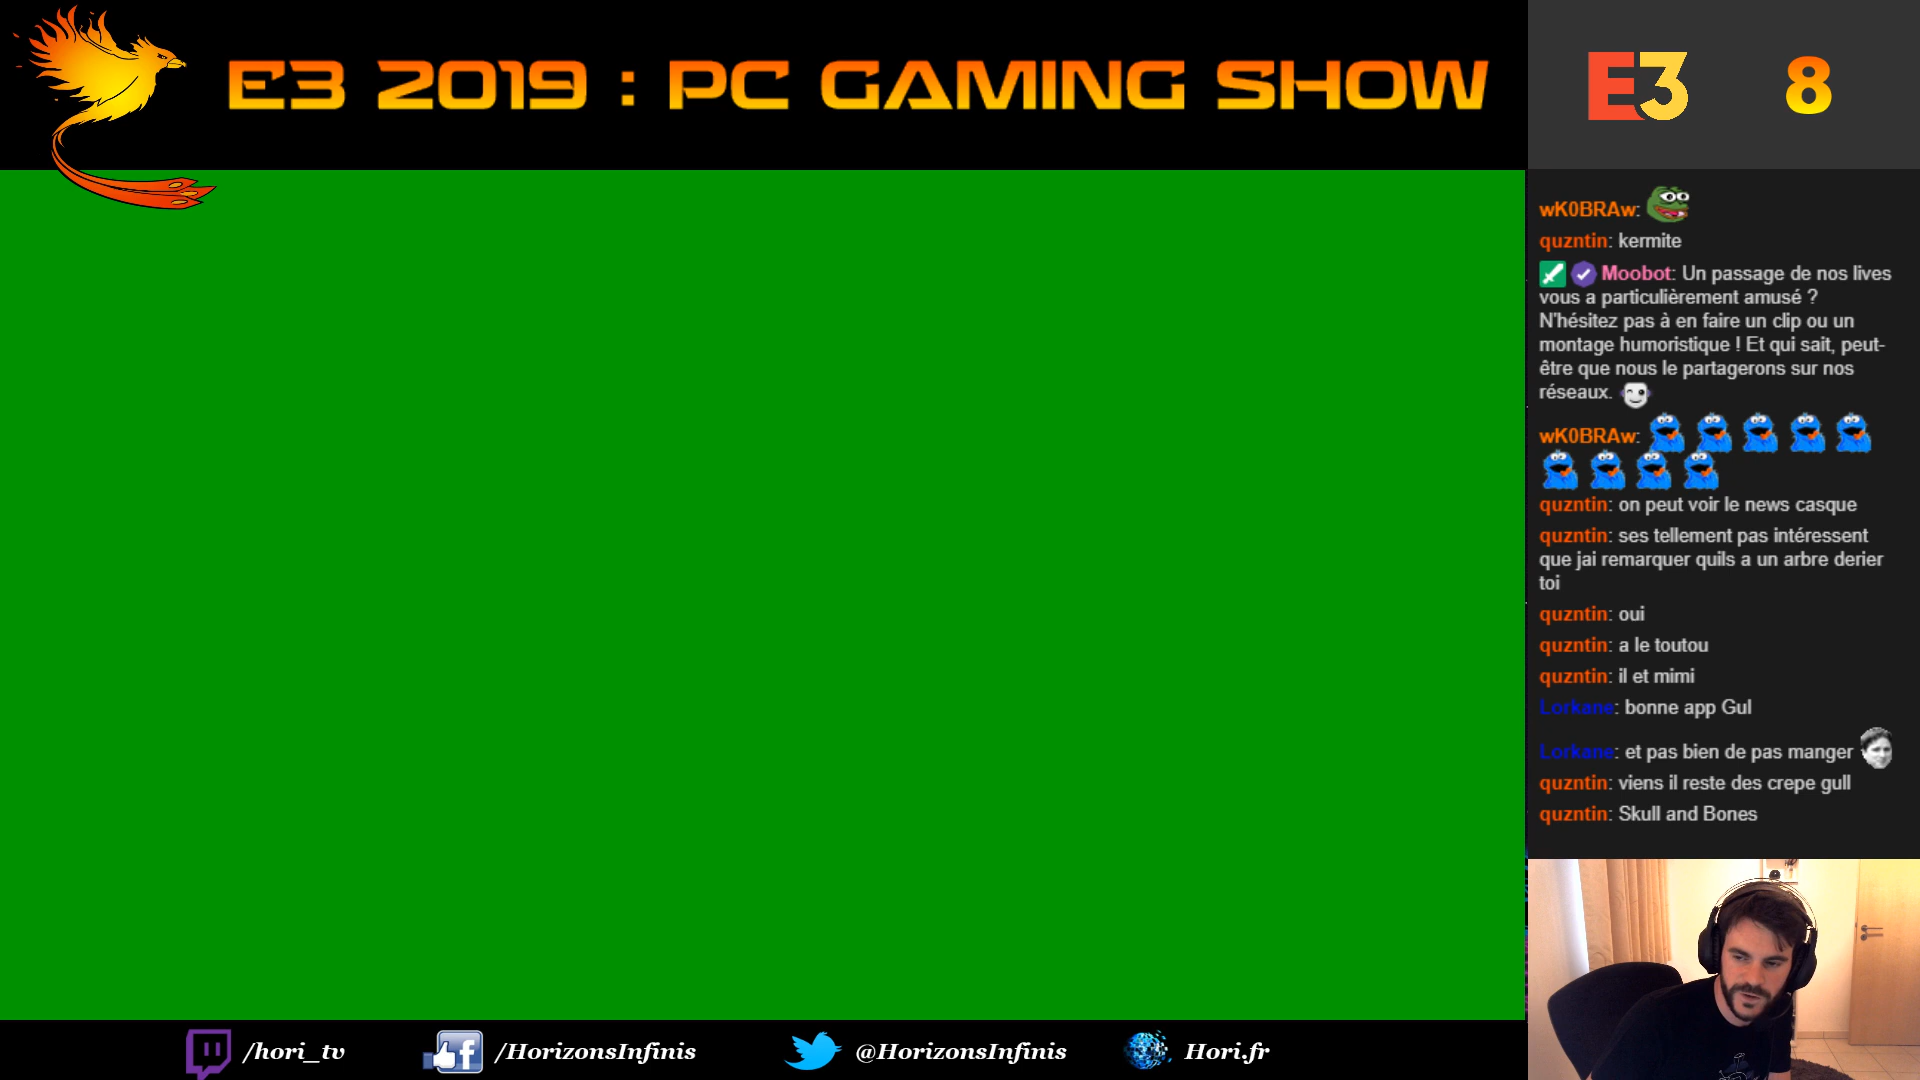 E3 2019 : PC GAMING SHOW
E3
8
wK0BRAw:
quzntin: kermite
Moobot: Un passage de nos lives
vous a particulièrement amusé ?
N'hésitez pas à en faire un clip ou un
montage humoristique ! Et qui sait, peut-
être que nous le partagerons sur nos
réseaux.
wK0BRAw:
quzntin: on peut voir le news casque
quzntin: ses tellement pas intéressent
que jai remarquer quils a un arbre derier
toi
quzntin: oui
quzntin: a le toutou
quzntin: il et mimi
Lorkane: bonne app Gul
Lorkane: et pas bien de pas manger
quzntin: viens il reste des crepe gull
quzntin: Skull and Bones
/hori_tv
/HorizonsInfinis
@HorizonsInfinis
Hori.fr